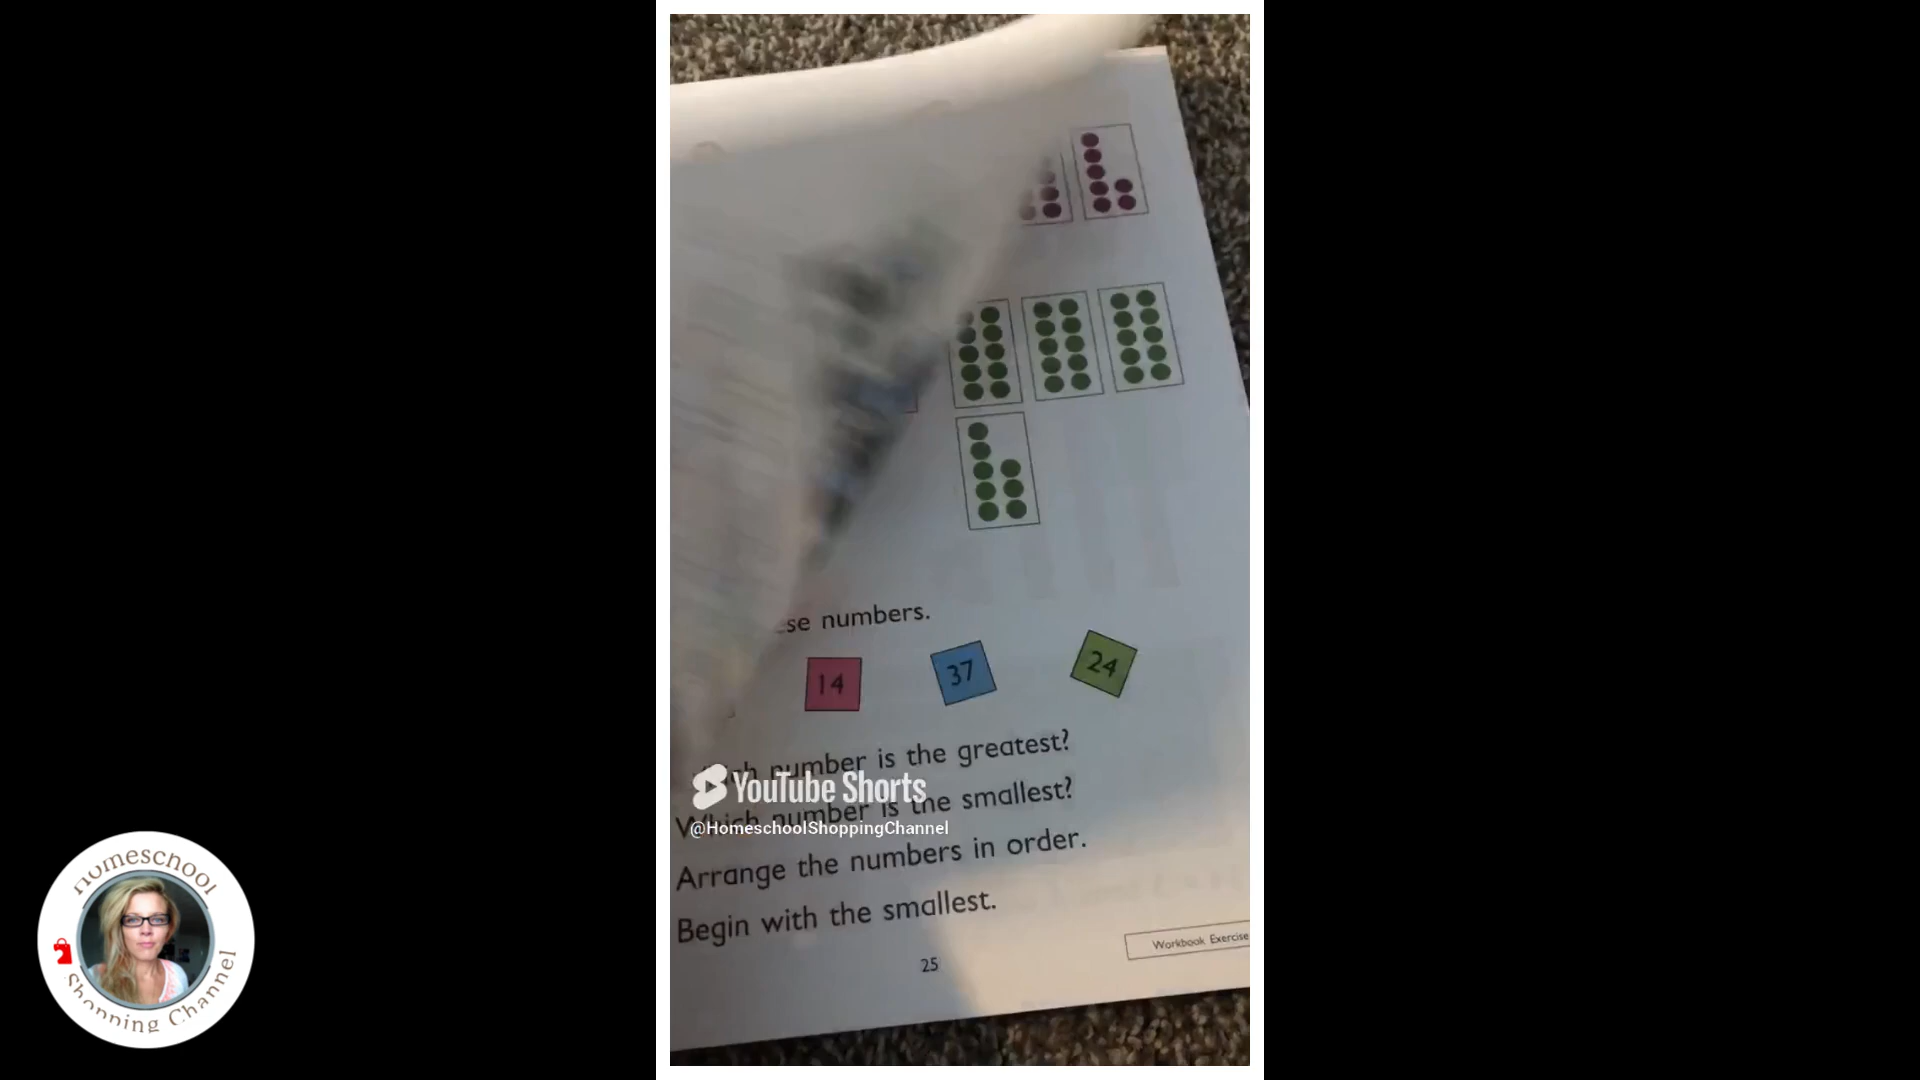 numbers.
14
37
24
number is the greatest?
Which number is the smallest?
Arrange the numbers in order.
Begin with the smallest.
Workbook Exercise
25
YouTube Shorts
@HomeschoolShoppingChannel
Homeschool
Shopping Channel